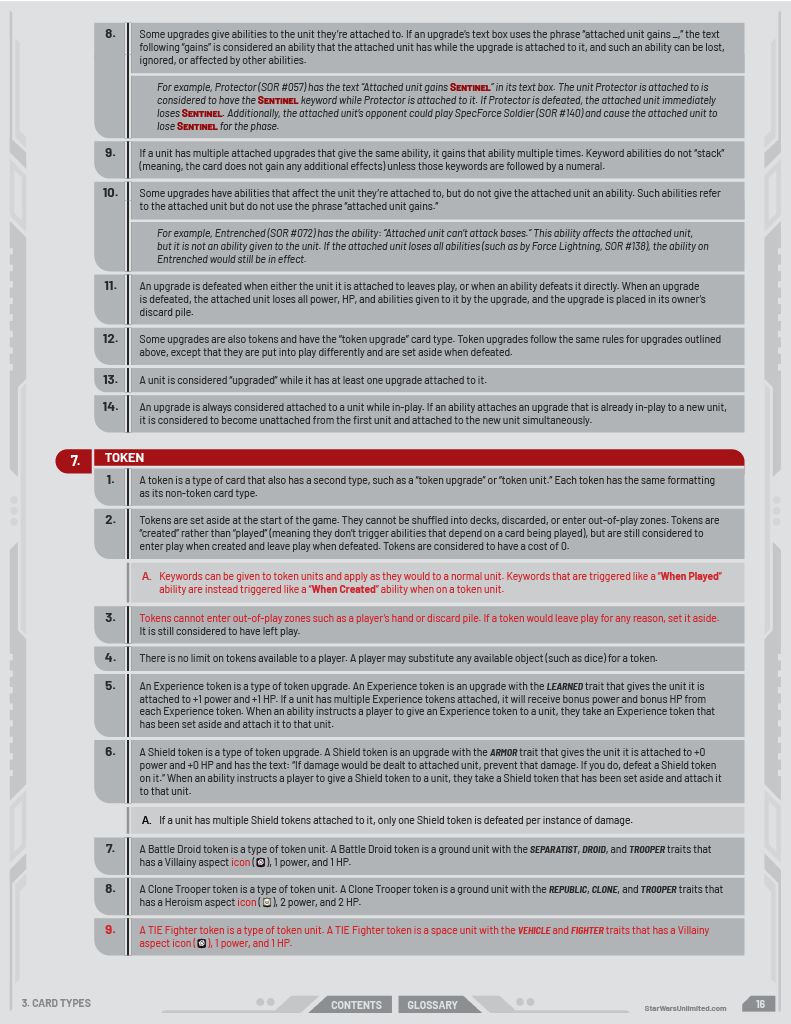 8. Some upgrades give abilities to the unit they're attached to. If an upgrade's text box uses the phrase "attached unit gains _," the text
following "gains" is considered an ability that the attached unit has while the upgrade is attached to it, and such an ability can be lost,
ignored, or affected by other abilities.
For example, Protector (SOR #057) has the text "Attached unit gains SENTINEL" in its text box. The unit Protector is attached to is
considered to have the SENTINEL keyword while Protector is attached to it. If Protector is defeated, the attached unit immediately
loses SENTINEL. Additionally, the attached unit's opponent could play SpecForce Soldier (SOR #140) and cause the attached unit to
lose SENTINEL for the phase.
9. If a unit has multiple attached upgrades that give the same ability, it gains that ability multiple times. Keyword abilities do not "stack"
(meaning, the card does not gain any additional effects) unless those keywords are followed by a numeral.
10. Some upgrades have abilities that affect the unit they're attached to, but do not give the attached unit an ability. Such abilities refer
to the attached unit but do not use the phrase "attached unit gains."
For example, Entrenched (SOR #072) has the ability: "Attached unit can't attack bases." This ability affects the attached unit,
but it is not an ability given to the unit. If the attached unit loses all abilities (such as by Force Lightning, SOR #138), the ability on
Entrenched would still be in effect.
11. An upgrade is defeated when either the unit it is attached to leaves play, or when an ability defeats it directly. When an upgrade
is defeated, the attached unit loses all power, HP, and abilities given to it by the upgrade, and the upgrade is placed in its owner's
discard pile.
12. Some upgrades are also tokens and have the "token upgrade" card type. Token upgrades follow the same rules for upgrades outlined
above, except that they are put into play differently and are set aside when defeated.
13. A unit is considered "upgraded" while it has at least one upgrade attached to it.
14. An upgrade is always considered attached to a unit while in-play. If an ability attaches an upgrade that is already in-play to a new unit,
it is considered to become unattached from the first unit and attached to the new unit simultaneously.
7. TOKEN
1. A token is a type of card that also has a second type, such as a "token upgrade" or "token unit." Each token has the same formatting
as its non-token card type.
2. Tokens are set aside at the start of the game. They cannot be shuffled into decks, discarded, or enter out-of-play zones. Tokens are
"created" rather than "played" (meaning they don't trigger abilities that depend on a card being played), but are still considered to
enter play when created and leave play when defeated. Tokens are considered to have a cost of 0.
A. Keywords can be given to token units and apply as they would to a normal unit. Keywords that are triggered like a "When Played"
ability are instead triggered like a "When Created" ability when on a token unit.
3. Tokens cannot enter out-of-play zones such as a player's hand or discard pile. If a token would leave play for any reason, set it aside.
It is still considered to have left play.
4. There is no limit on tokens available to a player. A player may substitute any available object (such as dice) for a token.
5. An Experience token is a type of token upgrade. An Experience token is an upgrade with the LEARNED trait that gives the unit it is
attached to +1 power and +1 HP. If a unit has multiple Experience tokens attached, it will receive bonus power and bonus HP from
each Experience token. When an ability instructs a player to give an Experience token to a unit, they take an Experience token that
has been set aside and attach it to that unit.
6. A Shield token is a type of token upgrade. A Shield token is an upgrade with the ARMOR trait that gives the unit it is attached to +0
power and +0 HP and has the text: "If damage would be dealt to attached unit, prevent that damage. If you do, defeat a Shield token
on it." When an ability instructs a player to give a Shield token to a unit, they take a Shield token that has been set aside and attach it
to that unit.
A. If a unit has multiple Shield tokens attached to it, only one Shield token is defeated per instance of damage.
7. A Battle Droid token is a type of token unit. A Battle Droid token is a ground unit with the SEPARATIST, DROID, and TROOPER traits that
has a Villainy aspect icon ( ), 1 power, and 1 HP.
8. A Clone Trooper token is a type of token unit. A Clone Trooper token is a ground unit with the REPUBLIC, CLONE, and TROOPER traits that
has a Heroism aspect icon ( ), 2 power, and 2 HP.
9. A TIE Fighter token is a type of token unit. A TIE Fighter token is a space unit with the VEHICLE and FIGHTER traits that has a Villainy
aspect icon ( ), 1 power, and 1 HP.
3. CARD TYPES
CONTENTS
GLOSSARY
StarWarsUnlimited.com
16